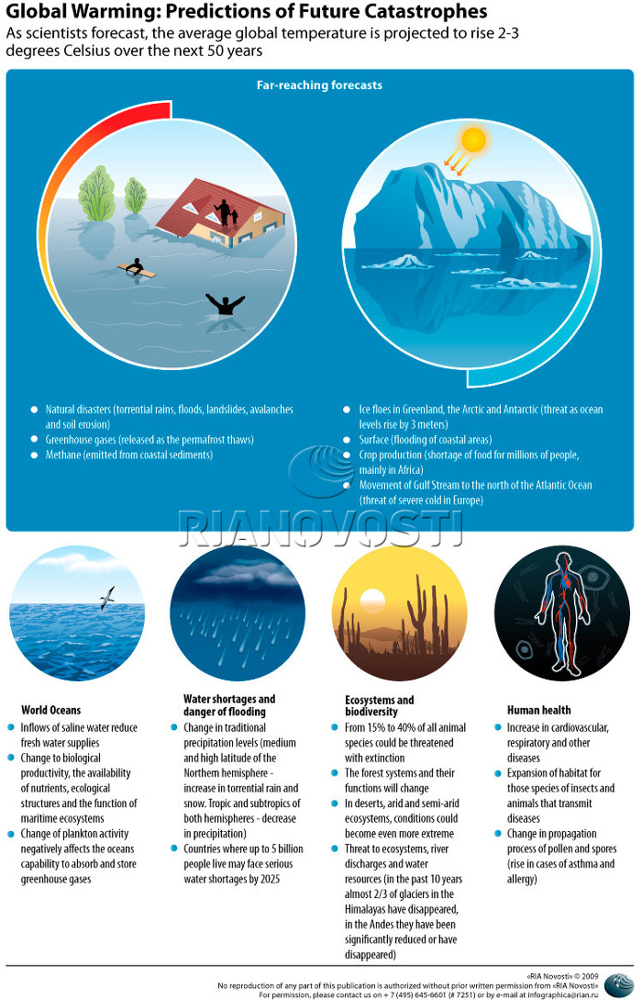 Global Warming: Predictions of Future Catastrophes
As scientists forecast, the average global temperature is projected to rise 2-3
degrees Celsius over the next 50 years
Far-reaching forecasts
Natural disasters (torrential rains, floods, landslides, avalanches
and soil erosion)
Greenhouse gases (released as the permafrost thaws)
Methane (emitted from coastal sediments)
Ice floes in Greenland, the Arctic and Antarctic (threat as ocean
levels rise by 3 meters)
Surface (flooding of coastal areas)
Crop production (shortage of food for millions of people,
mainly in Africa)
Movement of Gulf Stream to the north of the Atlantic Ocean
(threat of severe cold in Europe)
RIANOVOSTI
World Oceans
Inflows of saline water reduce
fresh water supplies
Change to biological
productivity, the availability
of nutrients, ecological
structures and the function of
maritime ecosystems
Change of plankton activity
negatively affects the oceans
capability to absorb and store
greenhouse gases
Water shortages and
danger of flooding
Change in traditional
precipitation levels (medium
and high latitude of the
Northern hemisphere -
increase in torrential rain and
snow. Tropic and subtropics of
both hemispheres - decrease
in precipitation)
Countries where up to 5 billion
people live may face serious
water shortages by 2025
Ecosystems and
biodiversity
From 15% to 40% of all animal
species could be threatened
with extinction
The forest systems and their
functions will change
In deserts, arid and semi-arid
ecosystems, conditions could
become even more extreme
Threat to ecosystems, river
discharges and water
resources (in the past 10 years
almost 2/3 of glaciers in the
Himalayas have disappeared,
in the Andes they have been
significantly reduced or have
disappeared)
Human health
Increase in cardiovascular,
respiratory and other
diseases
Expansion of habitat for
those species of insects and
animals that transmit
diseases
Change in propagation
process of pollen and spores
(rise in cases of asthma and
allergy)
«RIA Novosti» © 2009
No reproduction of any part of this publication is authorized without prior written permission from «RIA Novosti»
For permission, please contact us on + 7 (495) 645-6601 (# 7251) or by e-mail at infographica@rian.ru